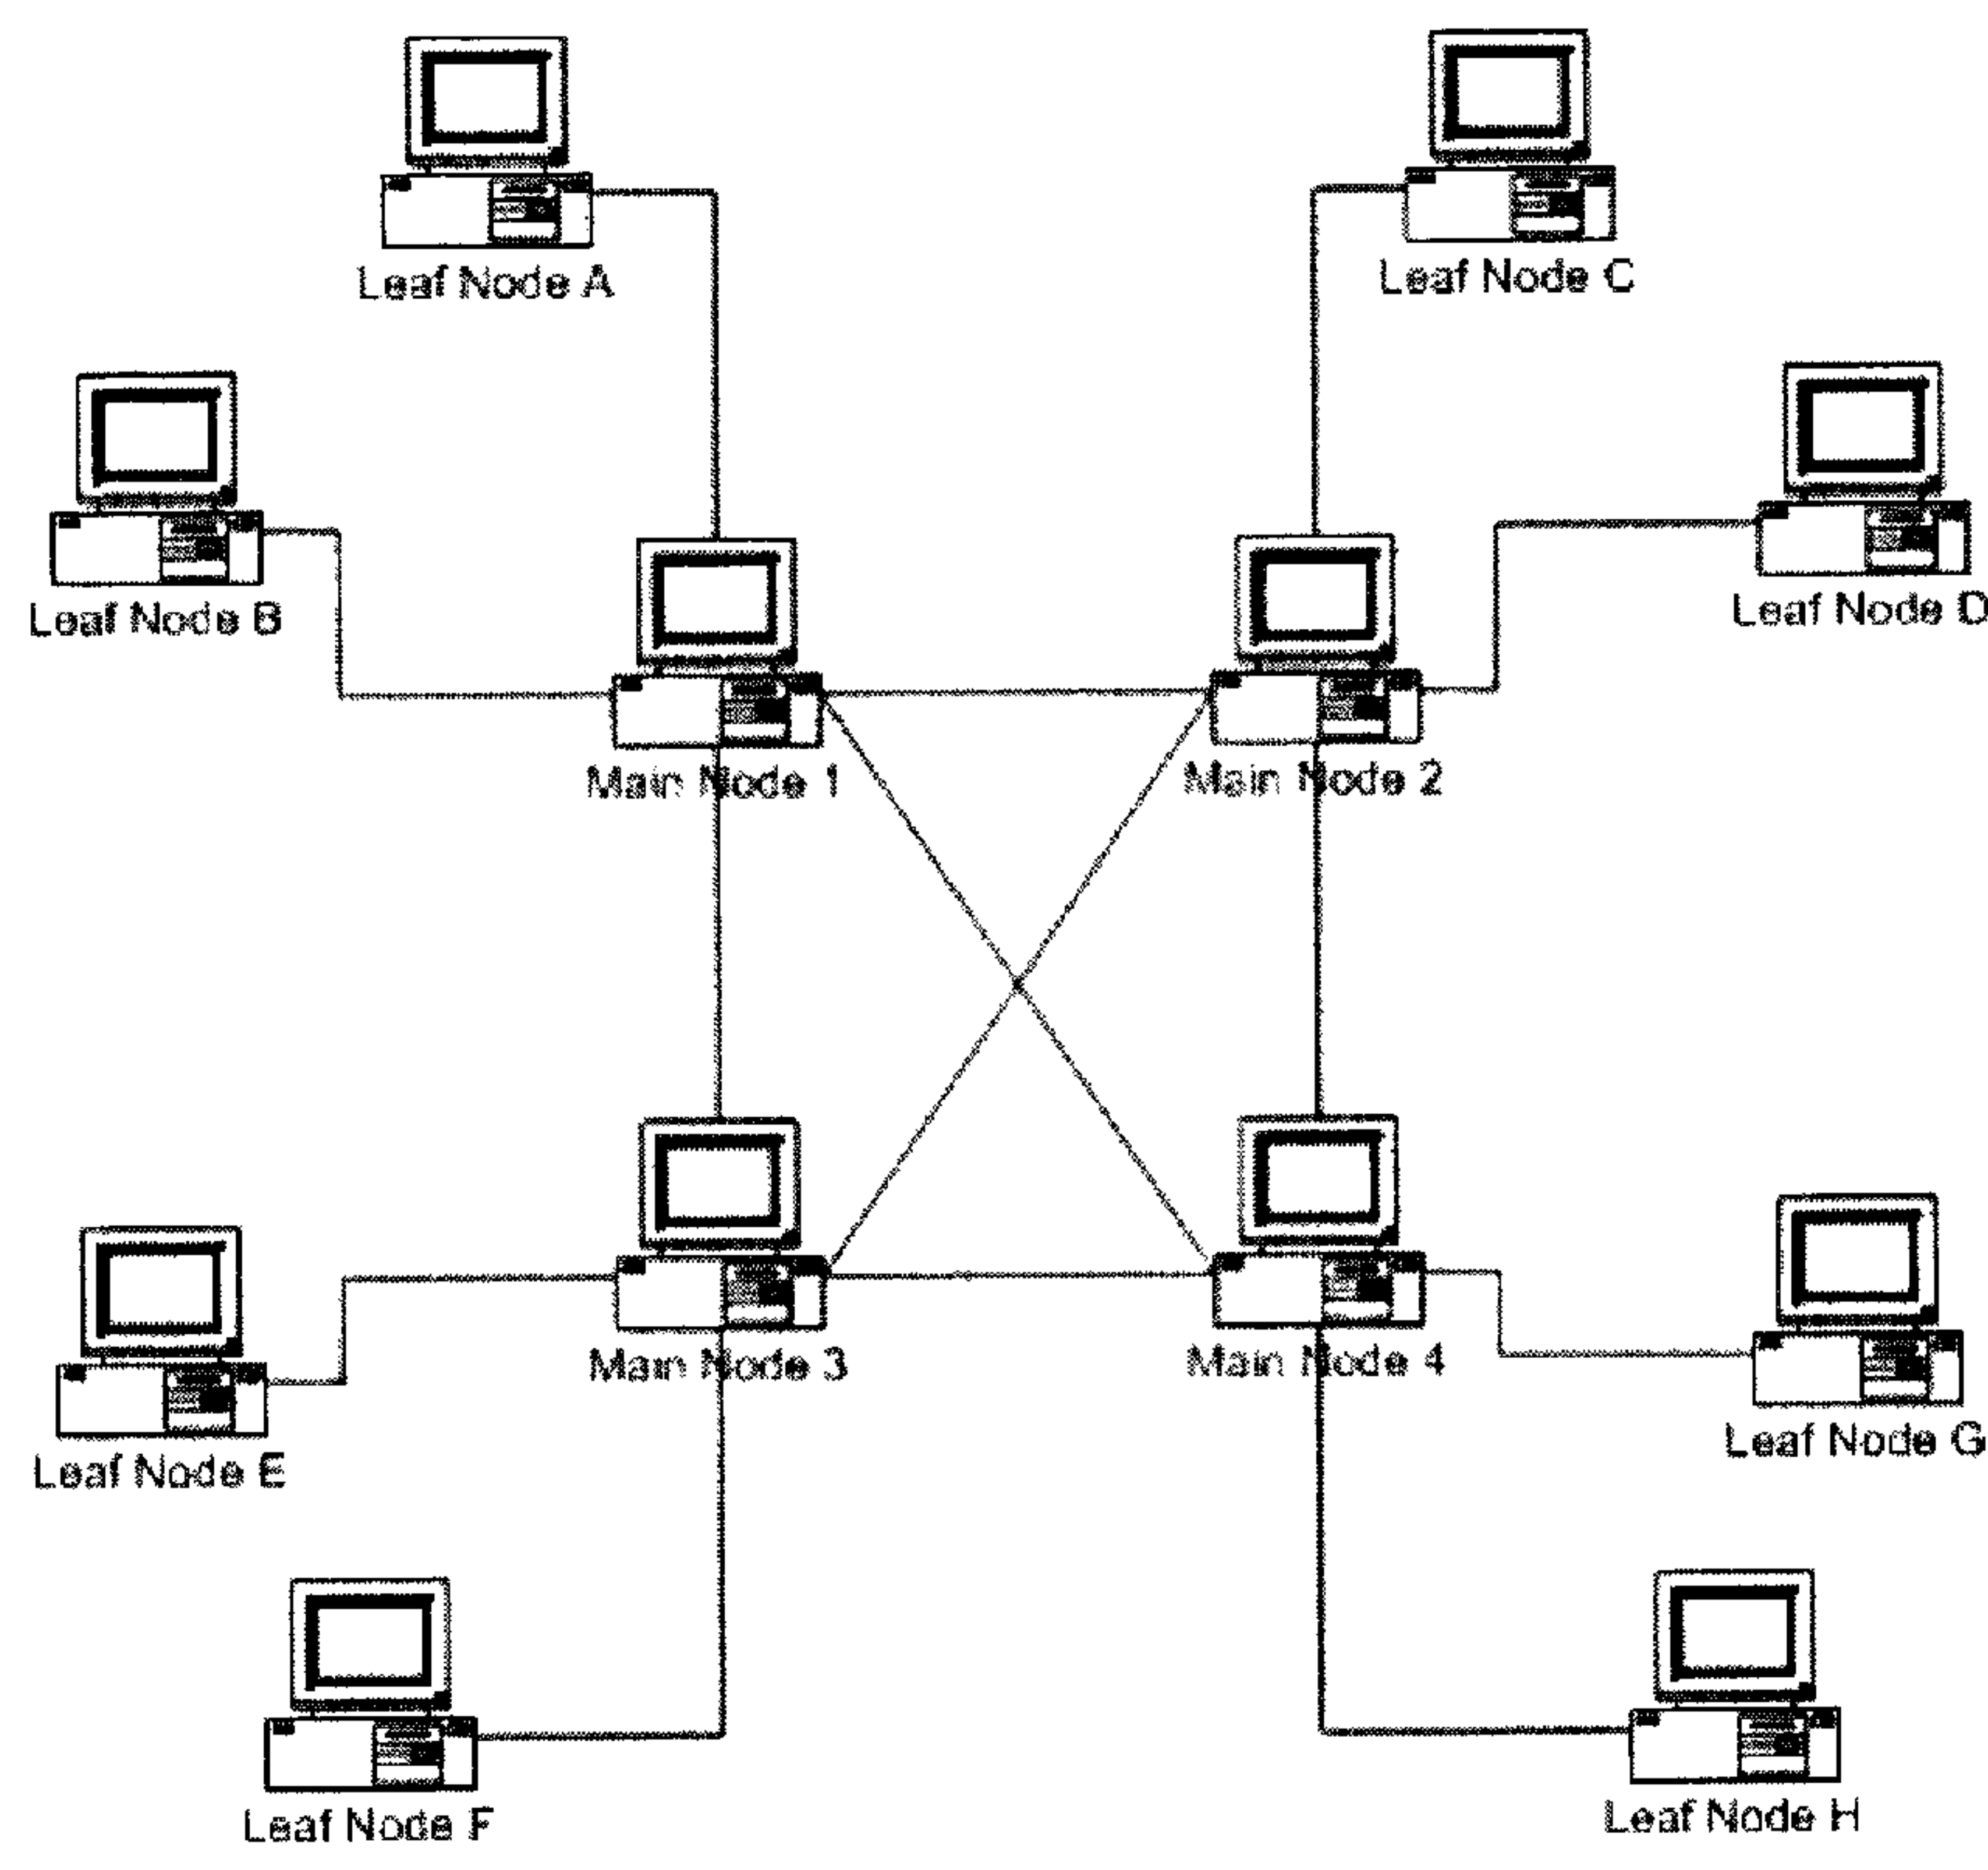 Leaf Node A
Leaf Node C
Leaf Node B
Leaf Node D
Main Node 1
Main Node 2
Main Node 3
Main Node 4
Leaf Node E
Leaf Node G
Leaf Node F
Leaf Node H